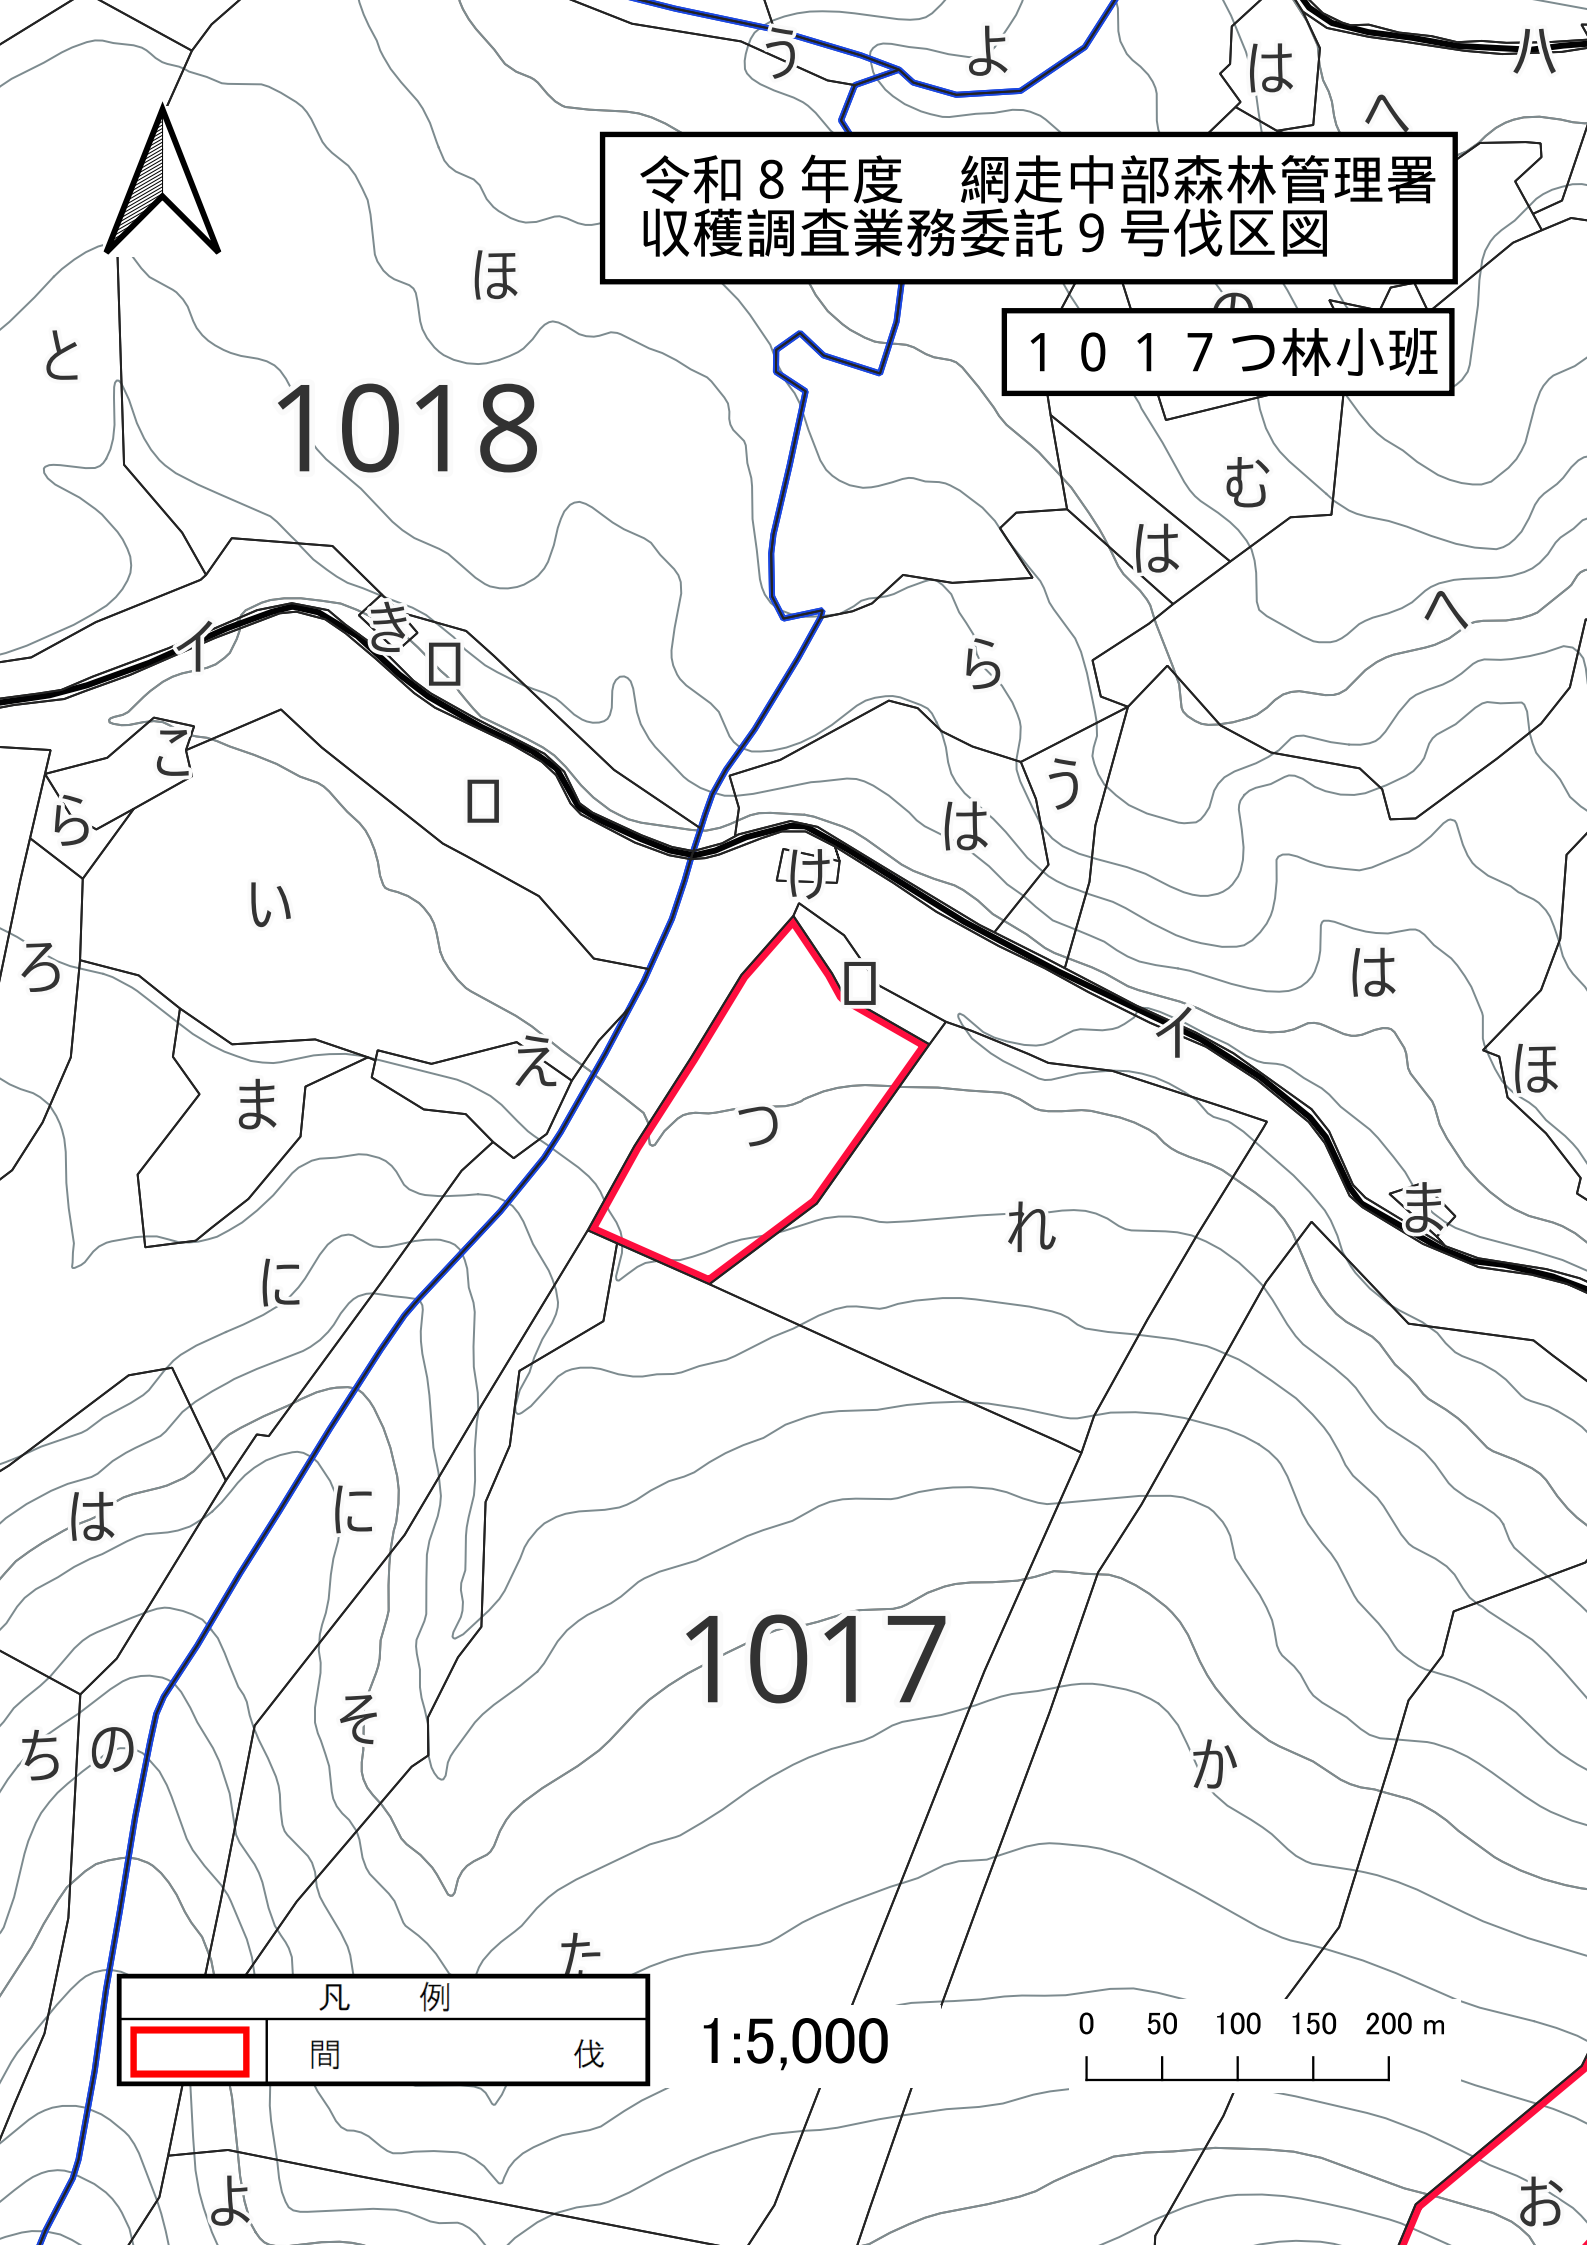 う
よ
は
八
へ
令和８年度　網走中部森林管理署
収穫調査業務委託９号伐区図
ほ
の
１０１７つ林小班
と
1018
む
は
へ
イ
き
ロ
ら
こ
ロ
う
ら
は
け
い
ろ
ロ
は
イ
え
ほ
ま
つ
ま
れ
に
は
に
1017
そ
ち
の
か
た
凡　例
間　伐
1:5,000
0 50 100 150 200 m
よ
お